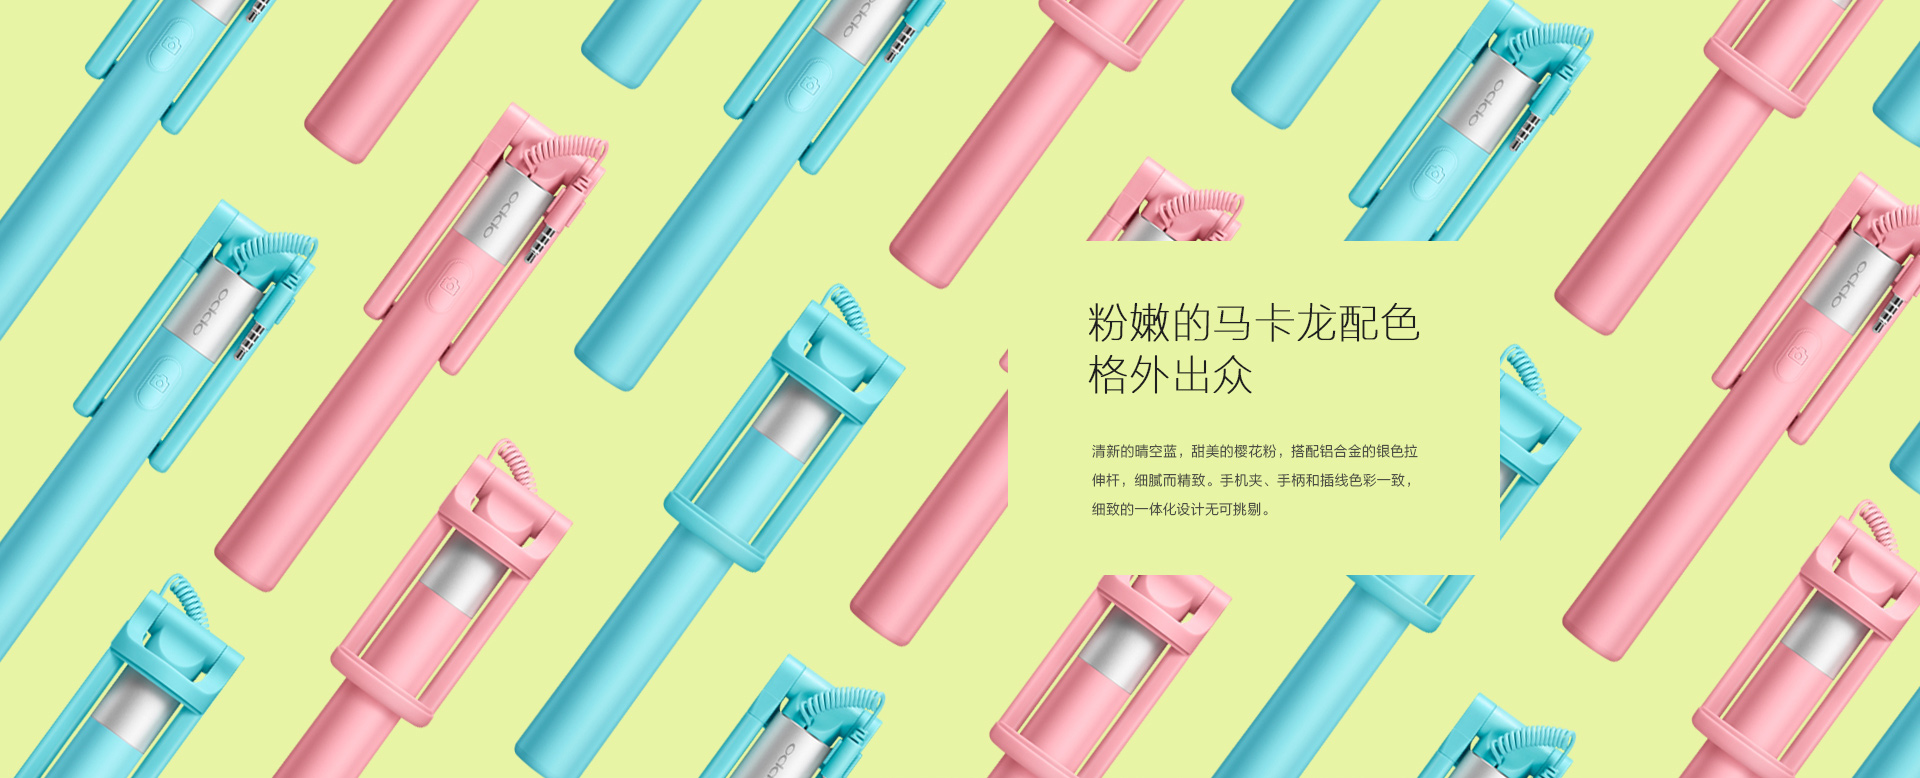 粉嫩的马卡龙配色
格外出众
清新的晴空蓝，甜美的樱花粉，搭配铝合金的银色拉
伸杆，细腻而精致。手机夹、手柄和插线色彩一致，
细致的一体化设计无可挑剔。